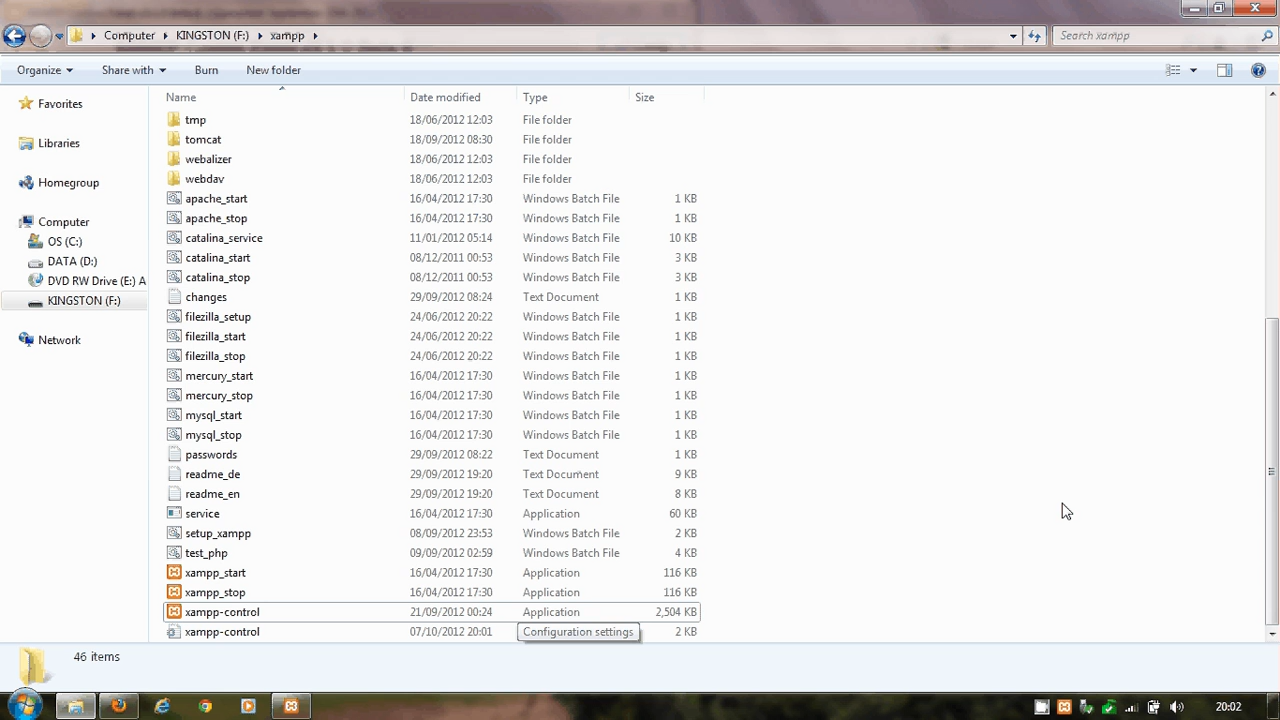 Computer KINGSTON (F:) xampp Search xampp
Organize Share with Burn New folder
Name Date modified Type Size
Favorites
Libraries
Homegroup
Computer
OS (C:)
DATA (D:)
DVD RW Drive (E:) A
KINGSTON (F:)
Network
tmp 18/06/2012 12:03 File folder
tomcat 18/09/2012 08:30 File folder
webalizer 18/06/2012 12:03 File folder
webdav 18/06/2012 12:03 File folder
apache_start 16/04/2012 17:30 Windows Batch File 1 KB
apache_stop 16/04/2012 17:30 Windows Batch File 1 KB
catalina_service 11/01/2012 05:14 Windows Batch File 10 KB
catalina_start 08/12/2011 00:53 Windows Batch File 3 KB
catalina_stop 08/12/2011 00:53 Windows Batch File 3 KB
changes 29/09/2012 08:24 Text Document 1 KB
filezilla_setup 24/06/2012 20:22 Windows Batch File 1 KB
filezilla_start 24/06/2012 20:22 Windows Batch File 1 KB
filezilla_stop 24/06/2012 20:22 Windows Batch File 1 KB
mercury_start 16/04/2012 17:30 Windows Batch File 1 KB
mercury_stop 16/04/2012 17:30 Windows Batch File 1 KB
mysql_start 16/04/2012 17:30 Windows Batch File 1 KB
mysql_stop 16/04/2012 17:30 Windows Batch File 1 KB
passwords 29/09/2012 08:22 Text Document 1 KB
readme_de 29/09/2012 19:20 Text Document 9 KB
readme_en 29/09/2012 19:20 Text Document 8 KB
service 16/04/2012 17:30 Application 60 KB
setup_xampp 08/09/2012 23:53 Windows Batch File 2 KB
test_php 09/09/2012 02:59 Windows Batch File 4 KB
xampp_start 16/04/2012 17:30 Application 116 KB
xampp_stop 16/04/2012 17:30 Application 116 KB
xampp-control 21/09/2012 00:24 Application 2,504 KB
xampp-control 07/10/2012 20:01 Configuration settings 2 KB
46 items
20:02